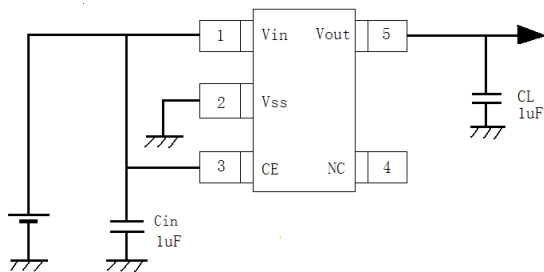 1 Vin Vout 5
2 Vss
3 CE NC 4
CL
1uF
Cin
1uF